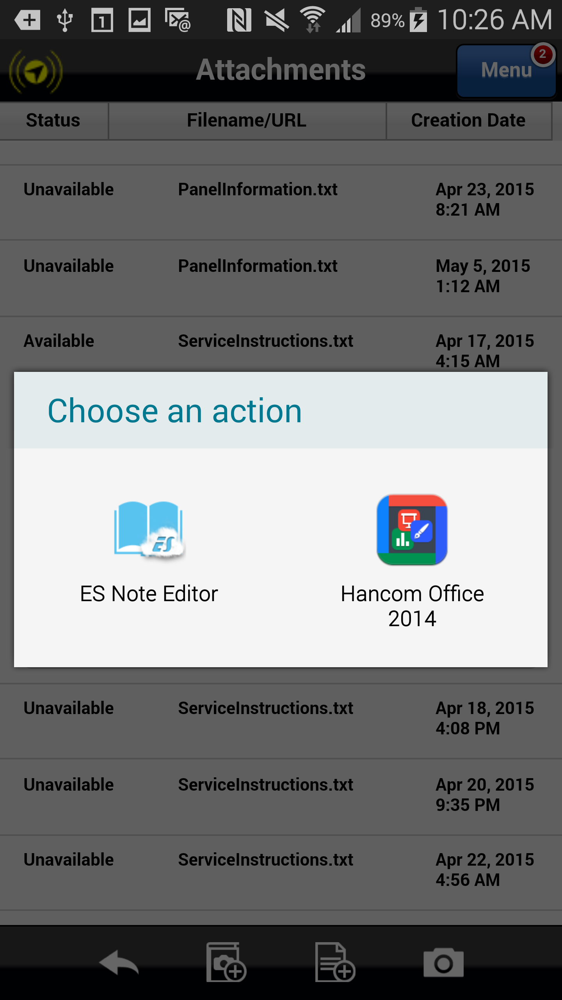 1
@
89%
10:26 AM
Attachments
Menu
2
Status Filename/URL Creation Date
Unavailable PanelInformation.txt Apr 23, 2015
8:21 AM
Unavailable PanelInformation.txt May 5, 2015
1:12 AM
Available ServiceInstructions.txt Apr 17, 2015
4:15 AM
Choose an action
ES
ES Note Editor
Hancom Office
2014
Unavailable ServiceInstructions.txt Apr 18, 2015
4:08 PM
Unavailable ServiceInstructions.txt Apr 20, 2015
9:35 PM
Unavailable ServiceInstructions.txt Apr 22, 2015
4:56 AM